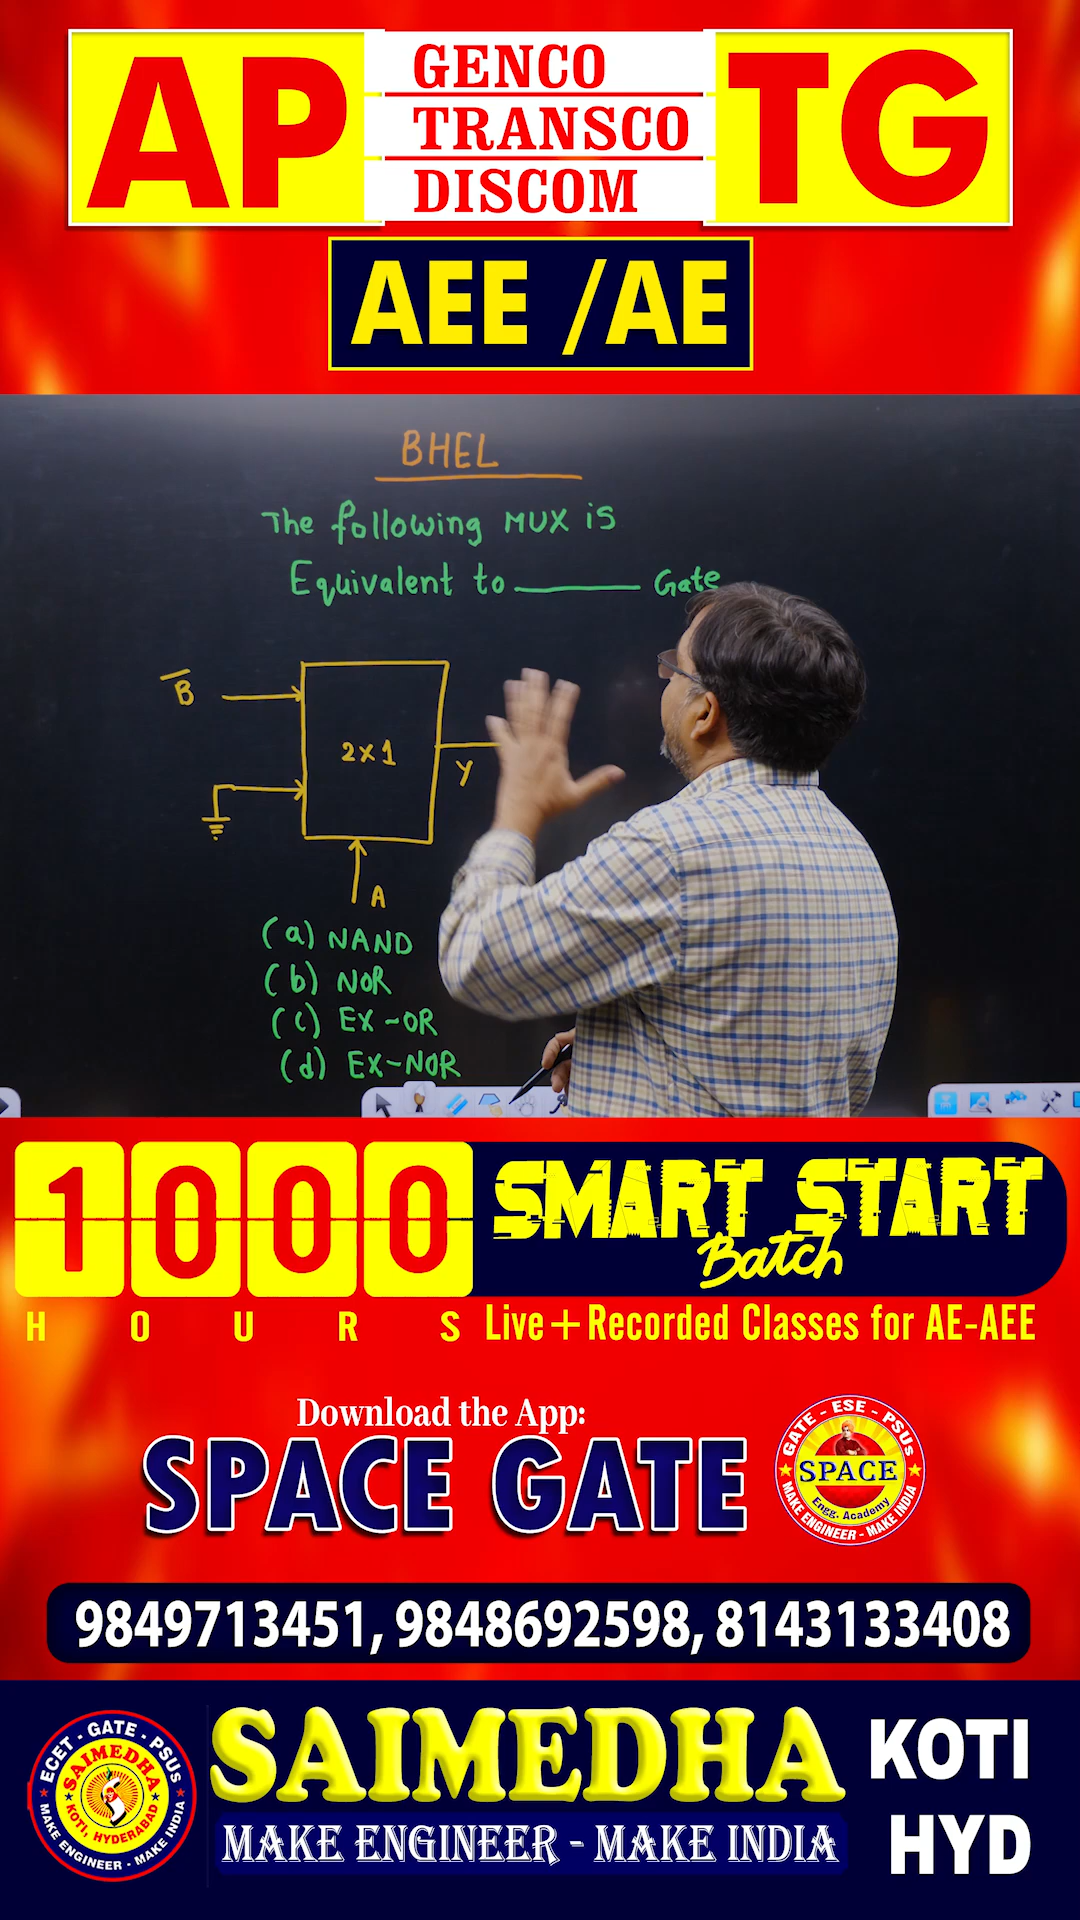 AP
GENCO
TRANSCO
DISCOM
TG
AEE /AE
BHEL
The following MUX is
Equivalent to ______ Gate
B̅
2x1
Y
A
(a) NAND
(b) NOR
(c) EX-OR
(d) EX-NOR
1000
HOURS
SMART START
Batch
Live+Recorded Classes for AE-AEE
Download the App:
SPACE GATE
GATE - ESE - PSUs
SPACE
Engg. Academy
MAKE ENGINEER - MAKE INDIA
9849713451, 9848692598, 8143133408
ECET - GATE - PSUs
SAIMEDHA
KOTI, HYDERABAD
MAKE ENGINEER - MAKE INDIA
SAIMEDHA
MAKE ENGINEER - MAKE INDIA
KOTI
HYD